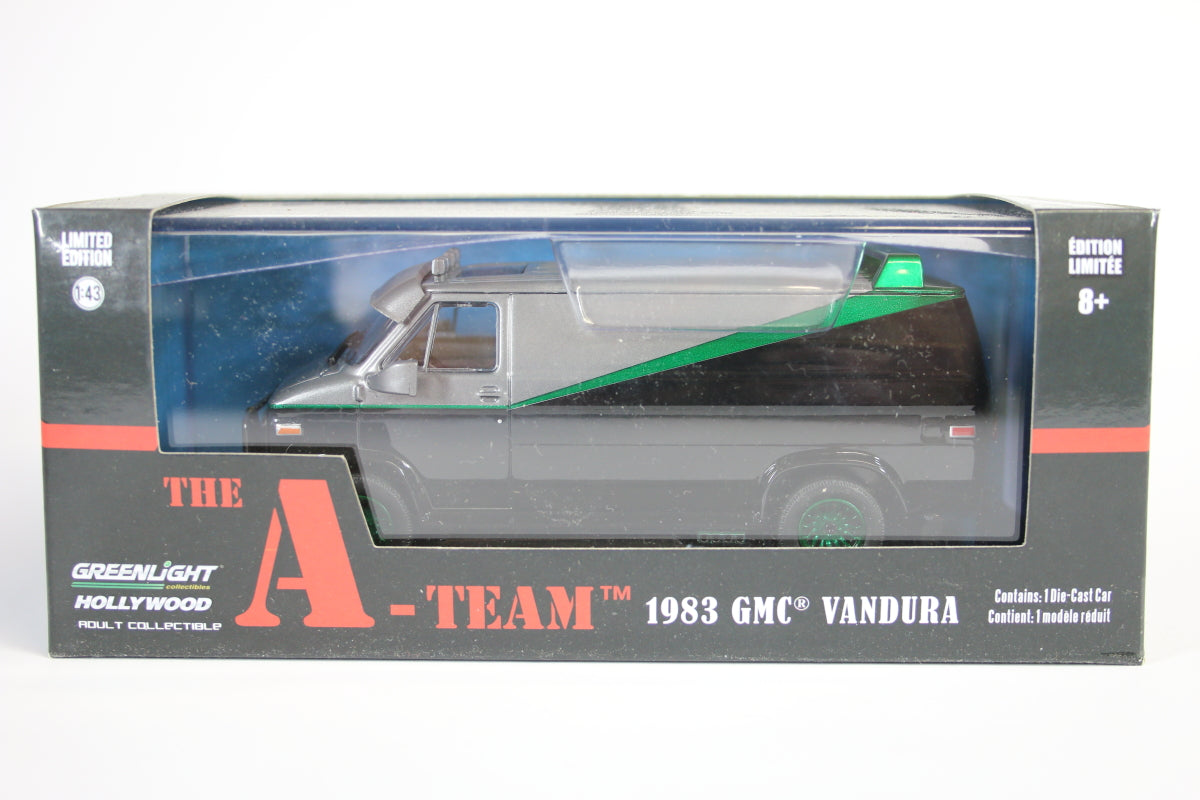 LIMITED
EDITION
1:43
ÉDITION
LIMITÉE
8+
THE
A-TEAM™
GREENLiGHT
collectibles
HOLLYWOOD
ADULT COLLECTIBLE
1983 GMC® VANDURA
Contains: 1 Die-Cast Car
Contient: 1 modèle réduit